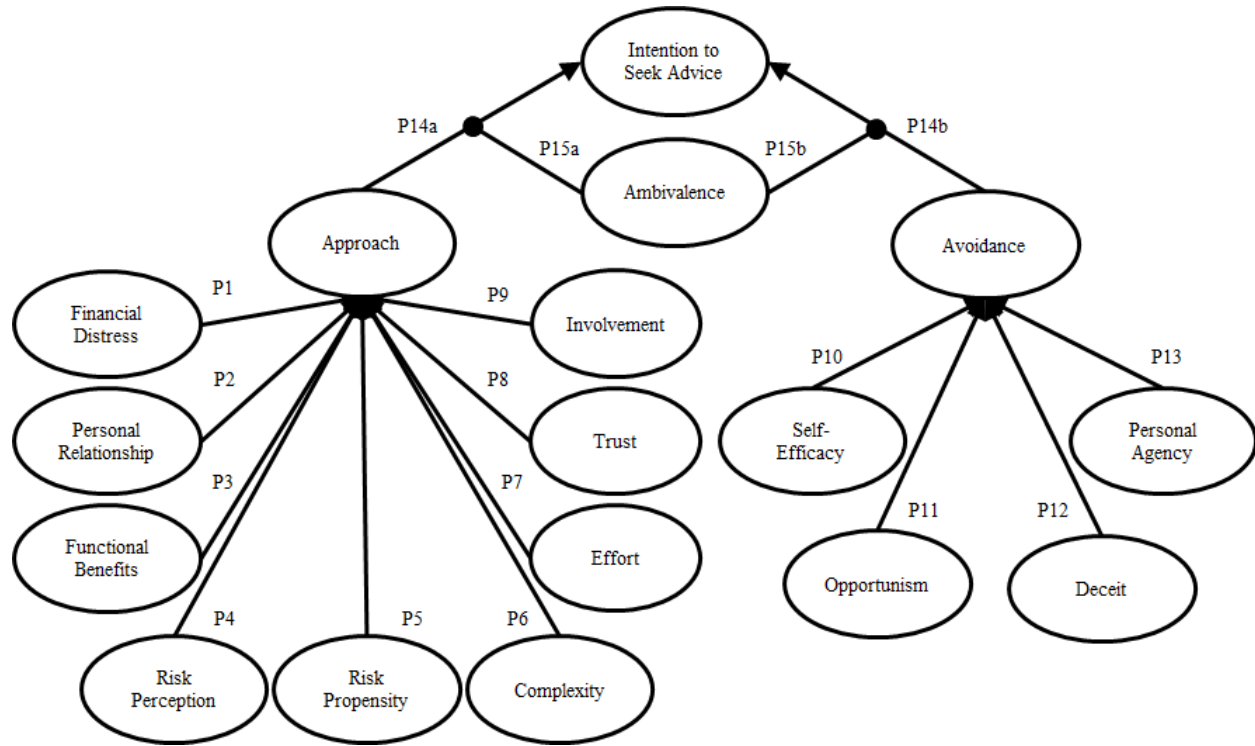 Intention to
Seek Advice
P14a
P14b
P15a
P15b
Ambivalence
Approach
Avoidance
P1
Financial
Distress
P9
Involvement
P2
Personal
Relationship
P8
Trust
P3
Functional
Benefits
P7
Effort
P4
Risk
Perception
P5
Risk
Propensity
P6
Complexity
P10
Self-
Efficacy
P13
Personal
Agency
P11
Opportunism
P12
Deceit